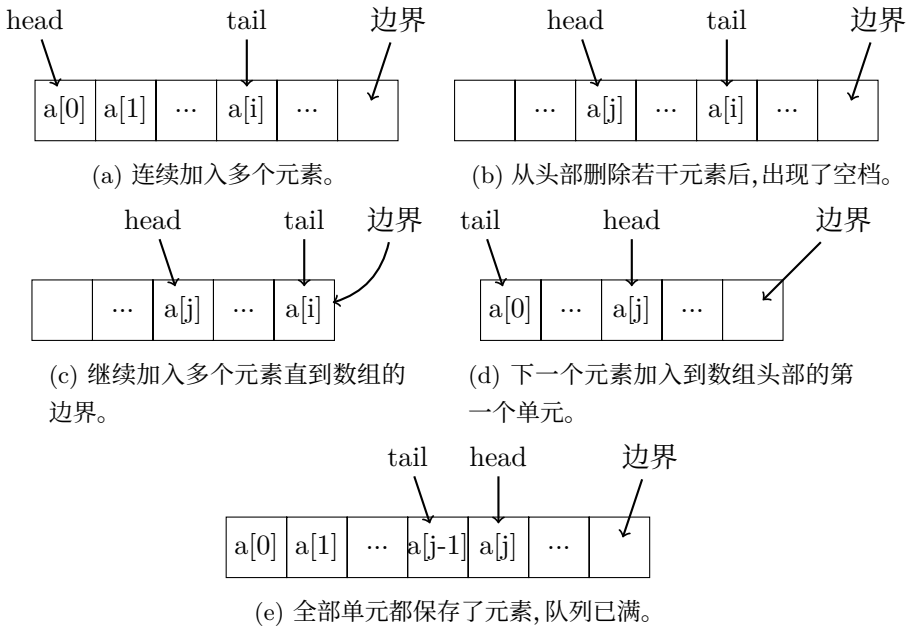 head tail 边界 head tail 边界
a[0] a[1] ... a[i] ... ... a[j] ... a[i] ...
(a) 连续加入多个元素。 (b) 从头部删除若干元素后,出现了空档。
head tail 边界 tail head 边界
... a[j] ... a[i] a[0] ... a[j] ...
(c) 继续加入多个元素直到数组的 (d) 下一个元素加入到数组头部的第
边界。 一个单元。
tail head 边界
a[0] a[1] ... a[j-1] a[j] ...
(e) 全部单元都保存了元素,队列已满。